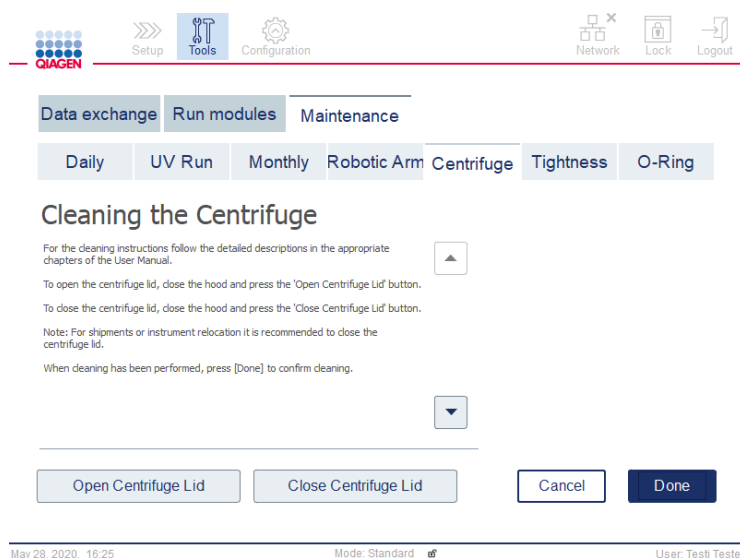 QIAGEN
Setup
Tools
Configuration
Network
Lock
Logout
Data exchange
Run modules
Maintenance
Daily
UV Run
Monthly
Robotic Arm
Centrifuge
Tightness
O-Ring
Cleaning the Centrifuge
For the cleaning instructions follow the detailed descriptions in the appropriate
chapters of the User Manual.
To open the centrifuge lid, close the hood and press the 'Open Centrifuge Lid' button.
To close the centrifuge lid, close the hood and press the 'Close Centrifuge Lid' button.
Note: For shipments or instrument relocation it is recommended to close the
centrifuge lid.
When cleaning has been performed, press [Done] to confirm cleaning.
Open Centrifuge Lid
Close Centrifuge Lid
Cancel
Done
May 28, 2020, 16:25
Mode: Standard
User: Testi Teste